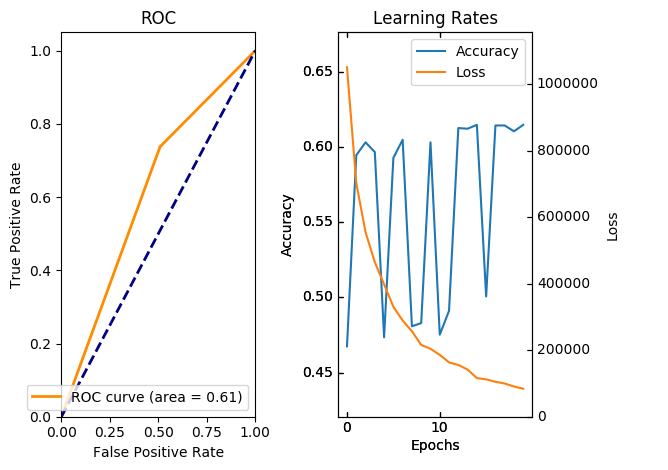 ROC
1.0
0.8
0.6
0.4
0.2
0.0
True Positive Rate
ROC curve (area = 0.61)
0.00 0.25 0.50 0.75 1.00
False Positive Rate
Learning Rates
Accuracy
Loss
0.65
0.60
0.55
0.50
0.45
Accuracy
1000000
800000
600000
400000
200000
0
Loss
0 10
Epochs